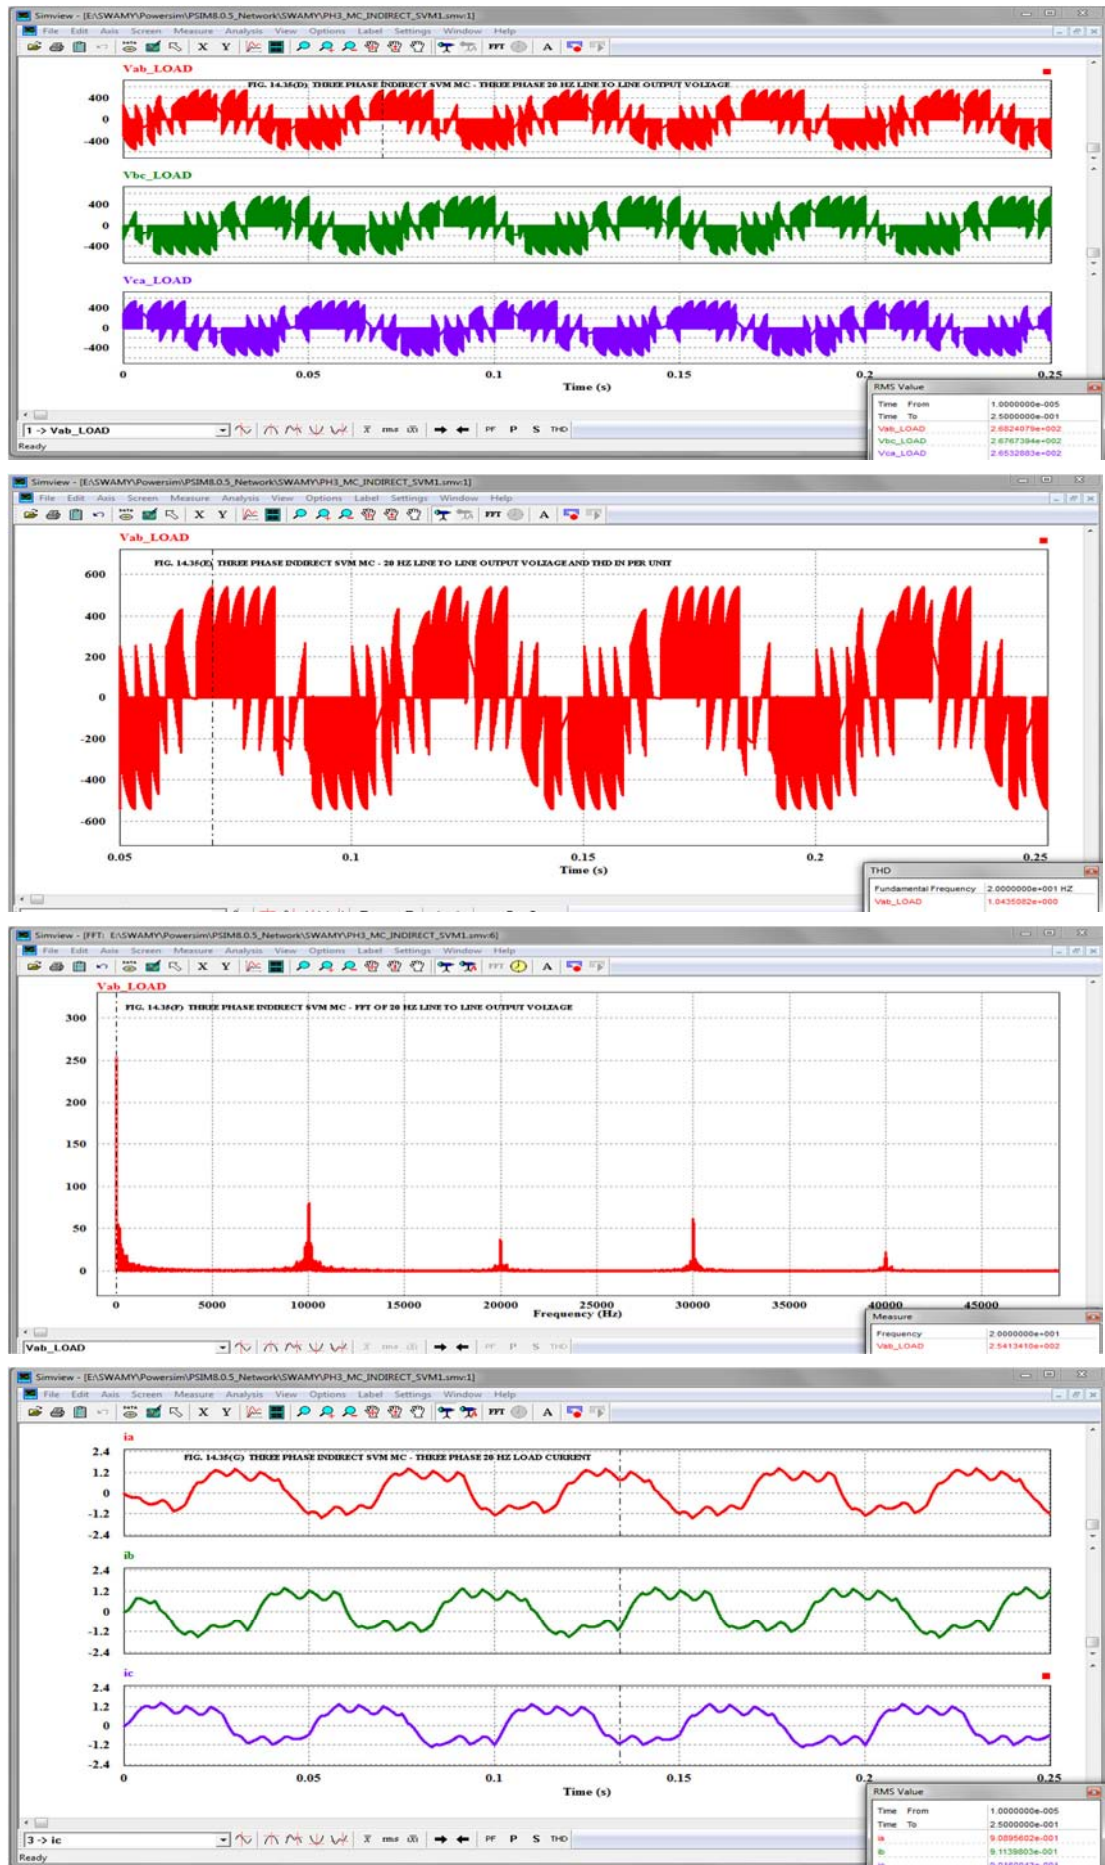 Simview - [E:\SWAMY\Powersim\PSIM8.0.5_Network\SWAMY\PH3_MC_INDIRECT_SVM1.smv:1]
File Edit Axis Screen Measure Analysis View Options Label Settings Window Help
X Y FFT A
Vab_LOAD
FIG. 14.35(D) THREE PHASE INDIRECT SVM MC - THREE PHASE 20 HZ LINE TO LINE OUTPUT VOLTAGE
400
0
-400
Vbc_LOAD
400
0
-400
Vca_LOAD
400
0
-400
0 0.05 0.1 0.15 0.2 0.25
Time (s)
RMS Value
Time From 1.0000000e-005
Time To 2.5000000e-001
Vab_LOAD 2.6824079e+002
Vbc_LOAD 2.6767394e+002
Vca_LOAD 2.6532883e+002
1 -> Vab_LOAD x rms |x| PF P S THD
Ready
Simview - [E:\SWAMY\Powersim\PSIM8.0.5_Network\SWAMY\PH3_MC_INDIRECT_SVM1.smv:1]
File Edit Axis Screen Measure Analysis View Options Label Settings Window Help
X Y FFT A
Vab_LOAD
FIG. 14.35(E) THREE PHASE INDIRECT SVM MC - 20 HZ LINE TO LINE OUTPUT VOLTAGE AND THD IN PER UNIT
600
400
200
0
-200
-400
-600
0.05 0.1 0.15 0.2 0.25
Time (s)
THD
Fundamental Frequency 2.0000000e+001 HZ
Vab_LOAD 1.0435082e+000
Simview - [FFT: E:\SWAMY\Powersim\PSIM8.0.5_Network\SWAMY\PH3_MC_INDIRECT_SVM1.smv:6]
File Edit Axis Screen Measure Analysis View Options Label Settings Window Help
X Y FFT A
Vab_LOAD
FIG. 14.35(F) THREE PHASE INDIRECT SVM MC - FFT OF 20 HZ LINE TO LINE OUTPUT VOLTAGE
300
250
200
150
100
50
0
0 5000 10000 15000 20000 25000 30000 35000 40000 45000
Frequency (Hz)
Measure
Frequency 2.0000000e+001
Vab_LOAD 2.5413410e+002
Vab_LOAD x rms |x| PF P S THD
Simview - [E:\SWAMY\Powersim\PSIM8.0.5_Network\SWAMY\PH3_MC_INDIRECT_SVM1.smv:1]
File Edit Axis Screen Measure Analysis View Options Label Settings Window Help
X Y FFT A
ia
FIG. 14.35(G) THREE PHASE INDIRECT SVM MC - THREE PHASE 20 HZ LOAD CURRENT
2.4
1.2
0
-1.2
-2.4
ib
2.4
1.2
0
-1.2
-2.4
ic
2.4
1.2
0
-1.2
-2.4
0 0.05 0.1 0.15 0.2 0.25
Time (s)
RMS Value
Time From 1.0000000e-005
Time To 2.5000000e-001
ia 9.0895602e-001
ib 9.1139803e-001
3 -> ic x rms |x| PF P S THD
Ready